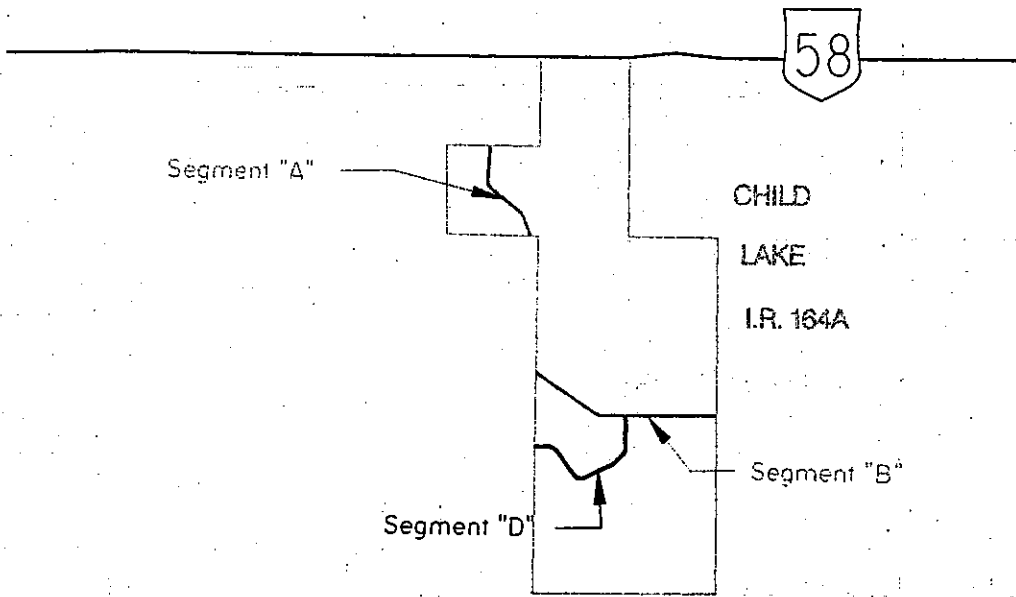 58
Segment "A"
CHILD
LAKE
I.R. 164A
Segment "B"
Segment "D"